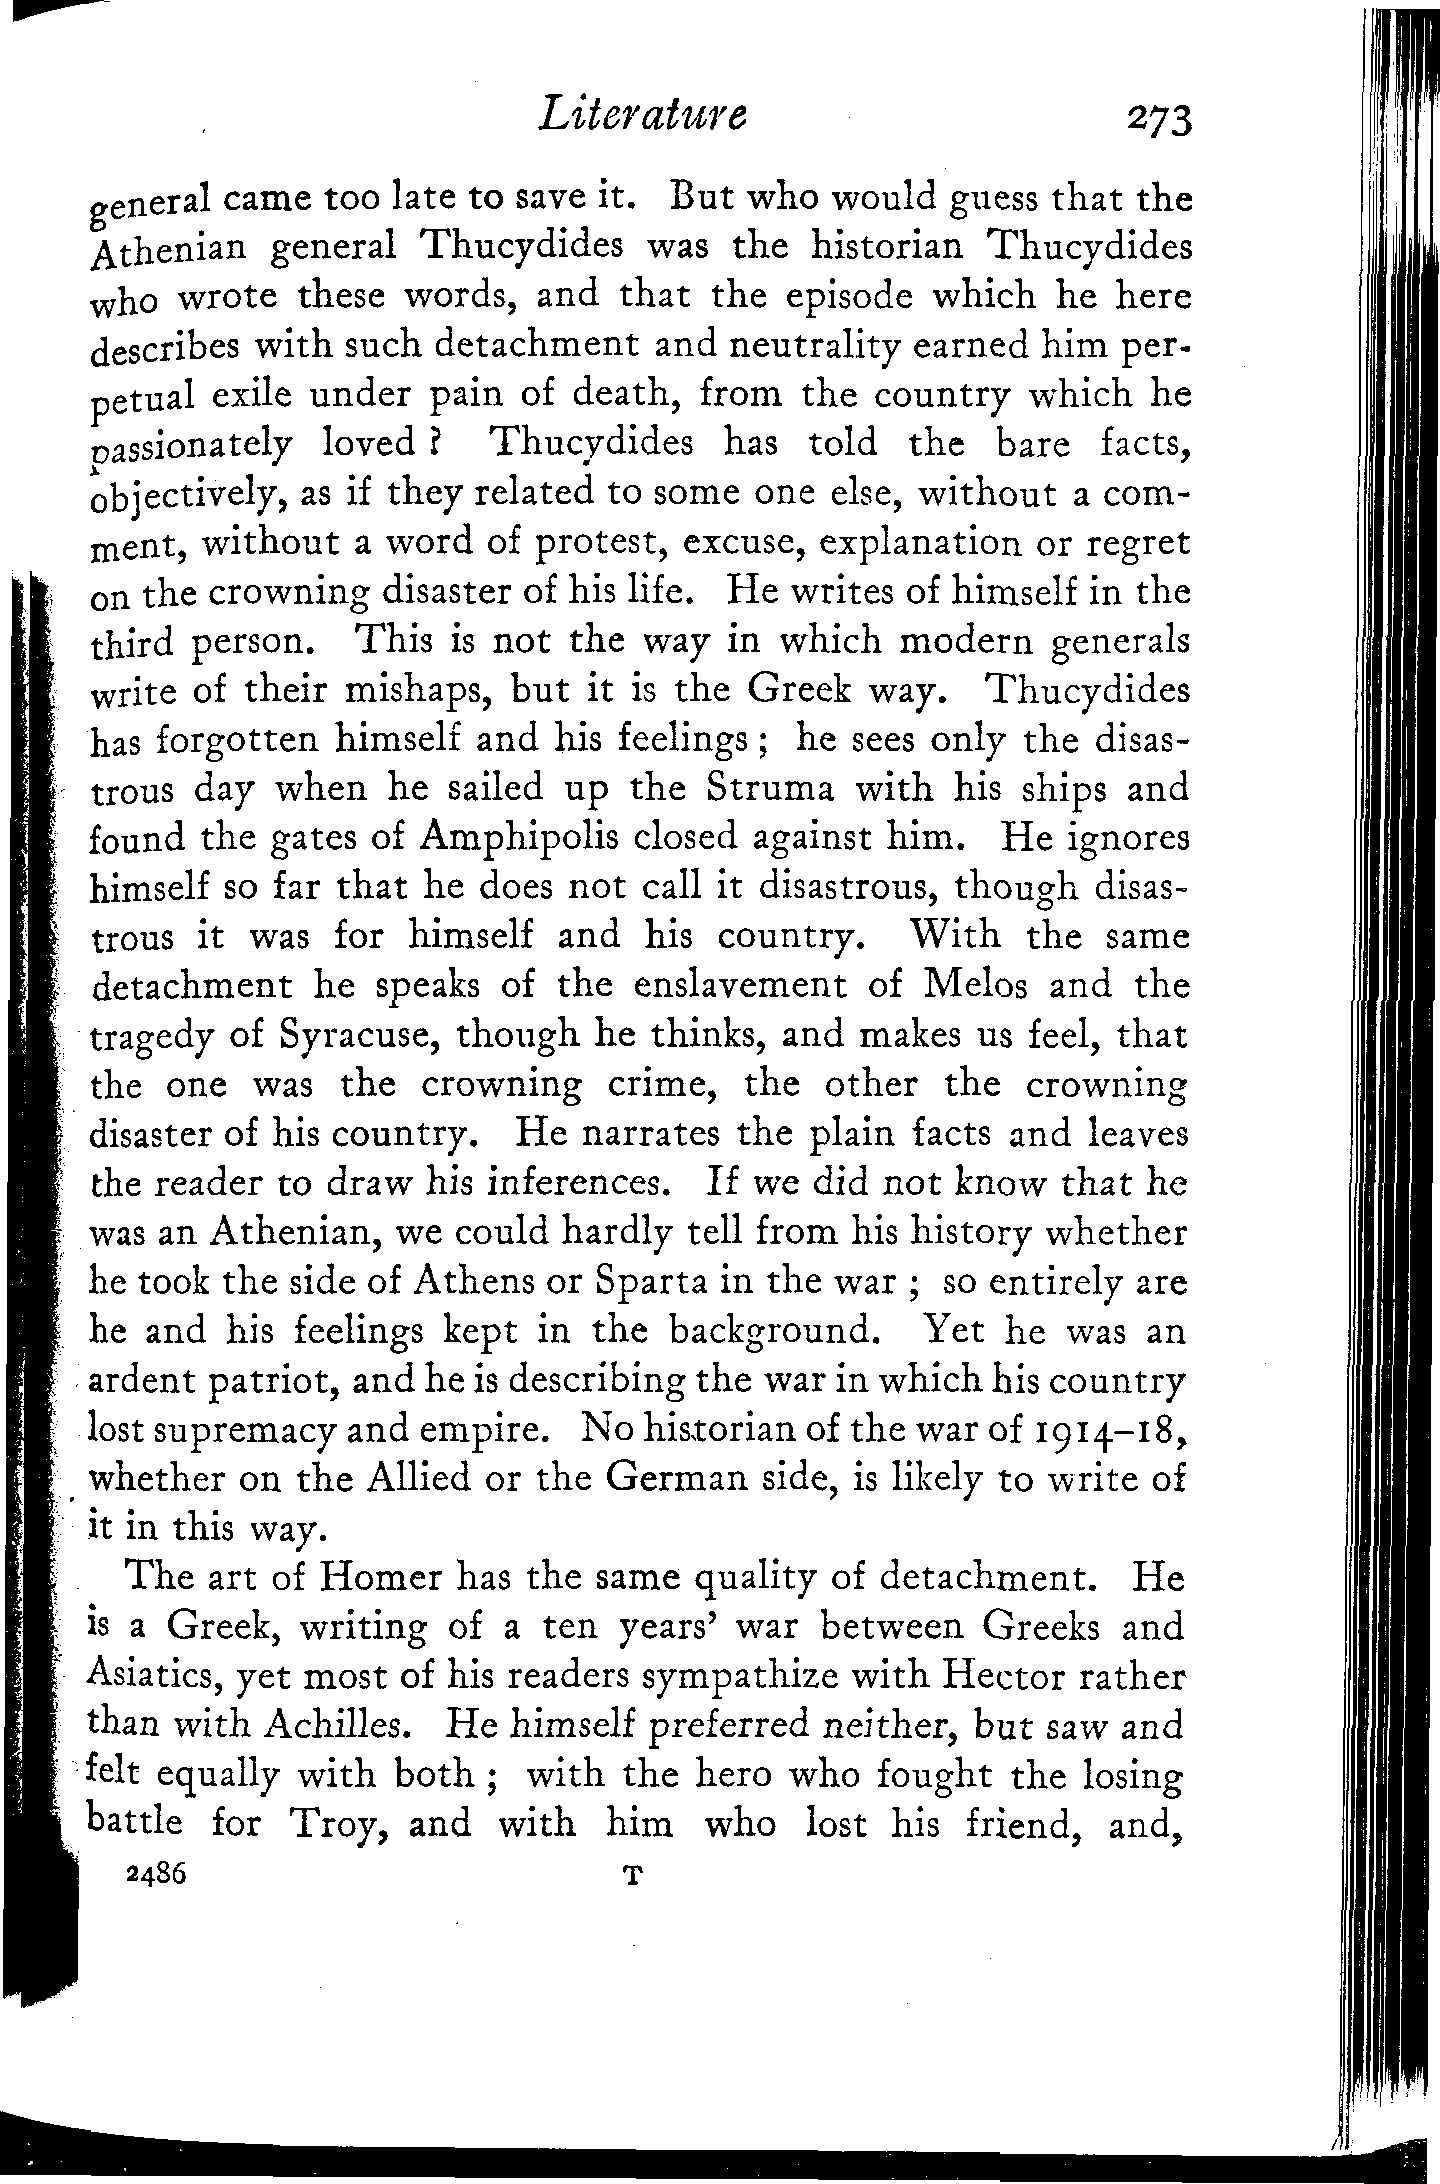 Literature 273
general came too late to save it. But who would guess that the
Athenian general Thucydides was the historian Thucydides
who wrote these words, and that the episode which he here
describes with such detachment and neutrality earned him per-
petual exile under pain of death, from the country which he
passionately loved ? Thucydides has told the bare facts,
objectively, as if they related to some one else, without a com-
ment, without a word of protest, excuse, explanation or regret
on the crowning disaster of his life. He writes of himself in the
third person. This is not the way in which modern generals
write of their mishaps, but it is the Greek way. Thucydides
has forgotten himself and his feelings ; he sees only the disas-
trous day when he sailed up the Struma with his ships and
found the gates of Amphipolis closed against him. He ignores
himself so far that he does not call it disastrous, though disas-
trous it was for himself and his country. With the same
detachment he speaks of the enslavement of Melos and the
tragedy of Syracuse, though he thinks, and makes us feel, that
the one was the crowning crime, the other the crowning
disaster of his country. He narrates the plain facts and leaves
the reader to draw his inferences. If we did not know that he
was an Athenian, we could hardly tell from his history whether
he took the side of Athens or Sparta in the war ; so entirely are
he and his feelings kept in the background. Yet he was an
ardent patriot, and he is describing the war in which his country
lost supremacy and empire. No historian of the war of 1914–18,
whether on the Allied or the German side, is likely to write of
it in this way.
The art of Homer has the same quality of detachment. He
is a Greek, writing of a ten years’ war between Greeks and
Asiatics, yet most of his readers sympathize with Hector rather
than with Achilles. He himself preferred neither, but saw and
felt equally with both ; with the hero who fought the losing
battle for Troy, and with him who lost his friend, and,
2486 T